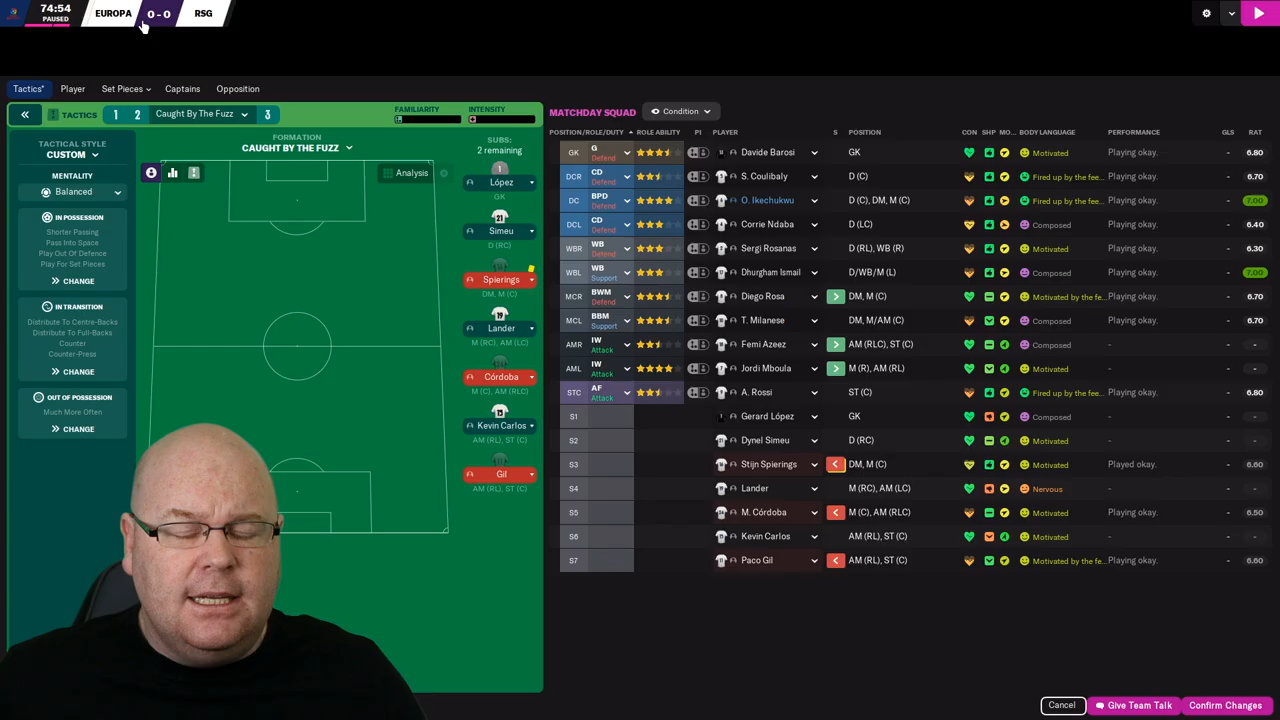 74:54
PAUSED
EUROPA
0 - 0
RSG
Tactics*
Player
Set Pieces
Captains
Opposition
TACTICS
1
2
Caught By The Fuzz
3
FAMILIARITY
INTENSITY
TACTICAL STYLE
CUSTOM
MENTALITY
Balanced
IN POSSESSION
Shorter Passing
Pass Into Space
Play Out Of Defence
Play For Set Pieces
CHANGE
IN TRANSITION
Distribute To Centre-Backs
Distribute To Full-Backs
Counter
Counter-Press
CHANGE
OUT OF POSSESSION
Much More Often
CHANGE
FORMATION
CAUGHT BY THE FUZZ
Analysis
SUBS:
2 remaining
1
López
GK
21
Simeu
D (RC)
Spierings
DM, M (C)
19
Lander
M (RC), AM (LC)
Córdoba
M (C), AM (RLC)
15
Kevin Carlos
AM (RL), ST (C)
Gil
AM (RL), ST (C)
MATCHDAY SQUAD
Condition
POSITION/ROLE/DUTY ROLE ABILITY PI PLAYER S POSITION CON SHP MO... BODY LANGUAGE PERFORMANCE GLS RAT
GK G Defend Davide Barosi GK Motivated Playing okay. - 6.80
DCR CD Defend S. Coulibaly D (C) Fired up by the fee... Playing okay. - 6.70
DC BPD Defend O. Ikechukwu D (C), DM, M (C) Fired up by the fee... Playing okay. - 7.00
DCL CD Defend Corrie Ndaba D (LC) Composed Playing okay. - 6.40
WBR WB Defend Sergi Rosanas D (RL), WB (R) Motivated Playing okay. - 6.30
WBL WB Support Dhurgham Ismail D/WB/M (L) Composed Playing okay. - 7.00
MCR BWM Defend Diego Rosa DM, M (C) Motivated by the fe... Playing okay. - 6.70
MCL BBM Support T. Milanese DM, M/AM (C) Composed Playing okay. - 6.70
AMR IW Attack Femi Azeez AM (RLC), ST (C) Composed Playing okay. - -
AML IW Attack Jordi Mboula M (R), AM (RL) Motivated Playing okay. - -
STC AF Attack A. Rossi ST (C) Fired up by the fee... Playing okay. - 6.80
S1 Gerard López GK Composed - - -
S2 Dynel Simeu D (RC) Motivated - - -
S3 Stijn Spierings DM, M (C) Motivated Played okay. - 6.60
S4 Lander M (RC), AM (LC) Nervous - - -
S5 M. Córdoba M (C), AM (RLC) Motivated - - 6.50
S6 Kevin Carlos AM (RL), ST (C) Motivated - - -
S7 Paco Gil AM (RL), ST (C) Motivated by the fe... Playing okay. - 6.60
Cancel
Give Team Talk
Confirm Changes